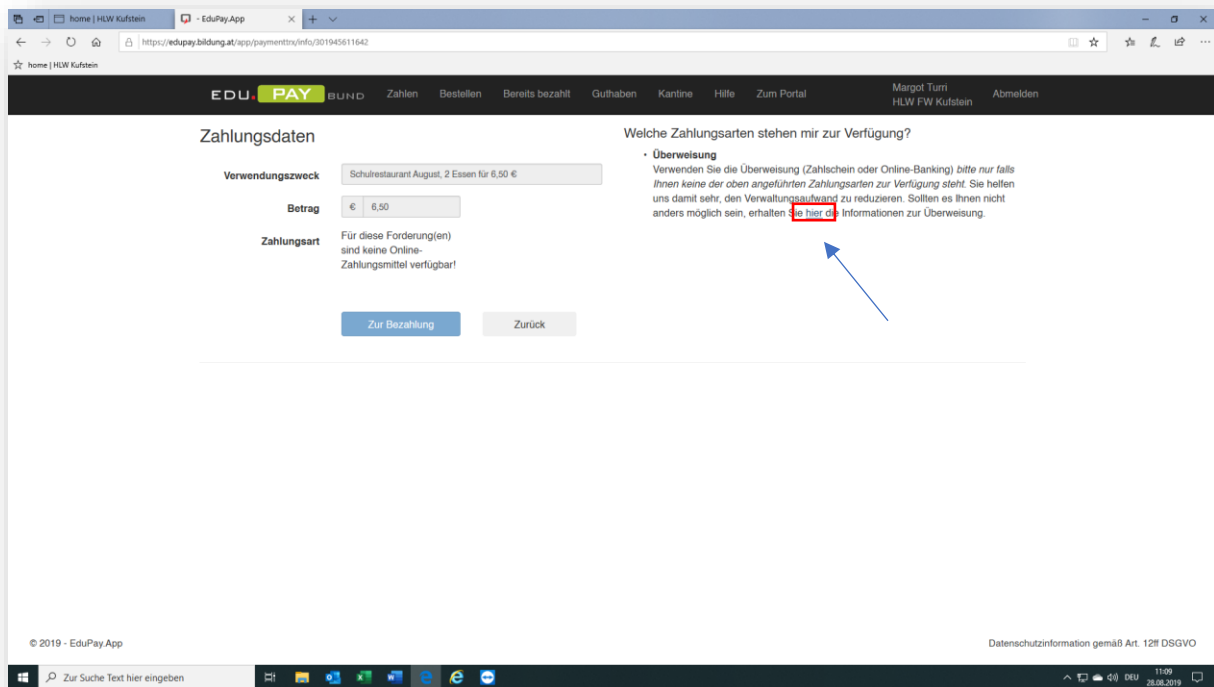 home | HLW Kufstein
- EduPay.App
https://edupay.bildung.at/app/paymenttrx/info/301945611642
home | HLW Kufstein
EDU. PAY BUND
Zahlen
Bestellen
Bereits bezahlt
Guthaben
Kantine
Hilfe
Zum Portal
Margot Turri
HLW FW Kufstein
Abmelden
Zahlungsdaten
Verwendungszweck
Schulrestaurant August, 2 Essen für 6,50 €
Betrag
€ 6,50
Zahlungsart
Für diese Forderung(en)
sind keine Online-
Zahlungsmittel verfügbar!
Zur Bezahlung
Zurück
Welche Zahlungsarten stehen mir zur Verfügung?
• Überweisung
Verwenden Sie die Überweisung (Zahlschein oder Online-Banking) bitte nur falls
Ihnen keine der oben angeführten Zahlungsarten zur Verfügung steht. Sie helfen
uns damit sehr, den Verwaltungsaufwand zu reduzieren. Sollten es Ihnen nicht
anders möglich sein, erhalten Sie hier die Informationen zur Überweisung.
© 2019 - EduPay.App
Datenschutzinformation gemäß Art. 12ff DSGVO
Zur Suche Text hier eingeben
DEU
11:09
28.08.2019